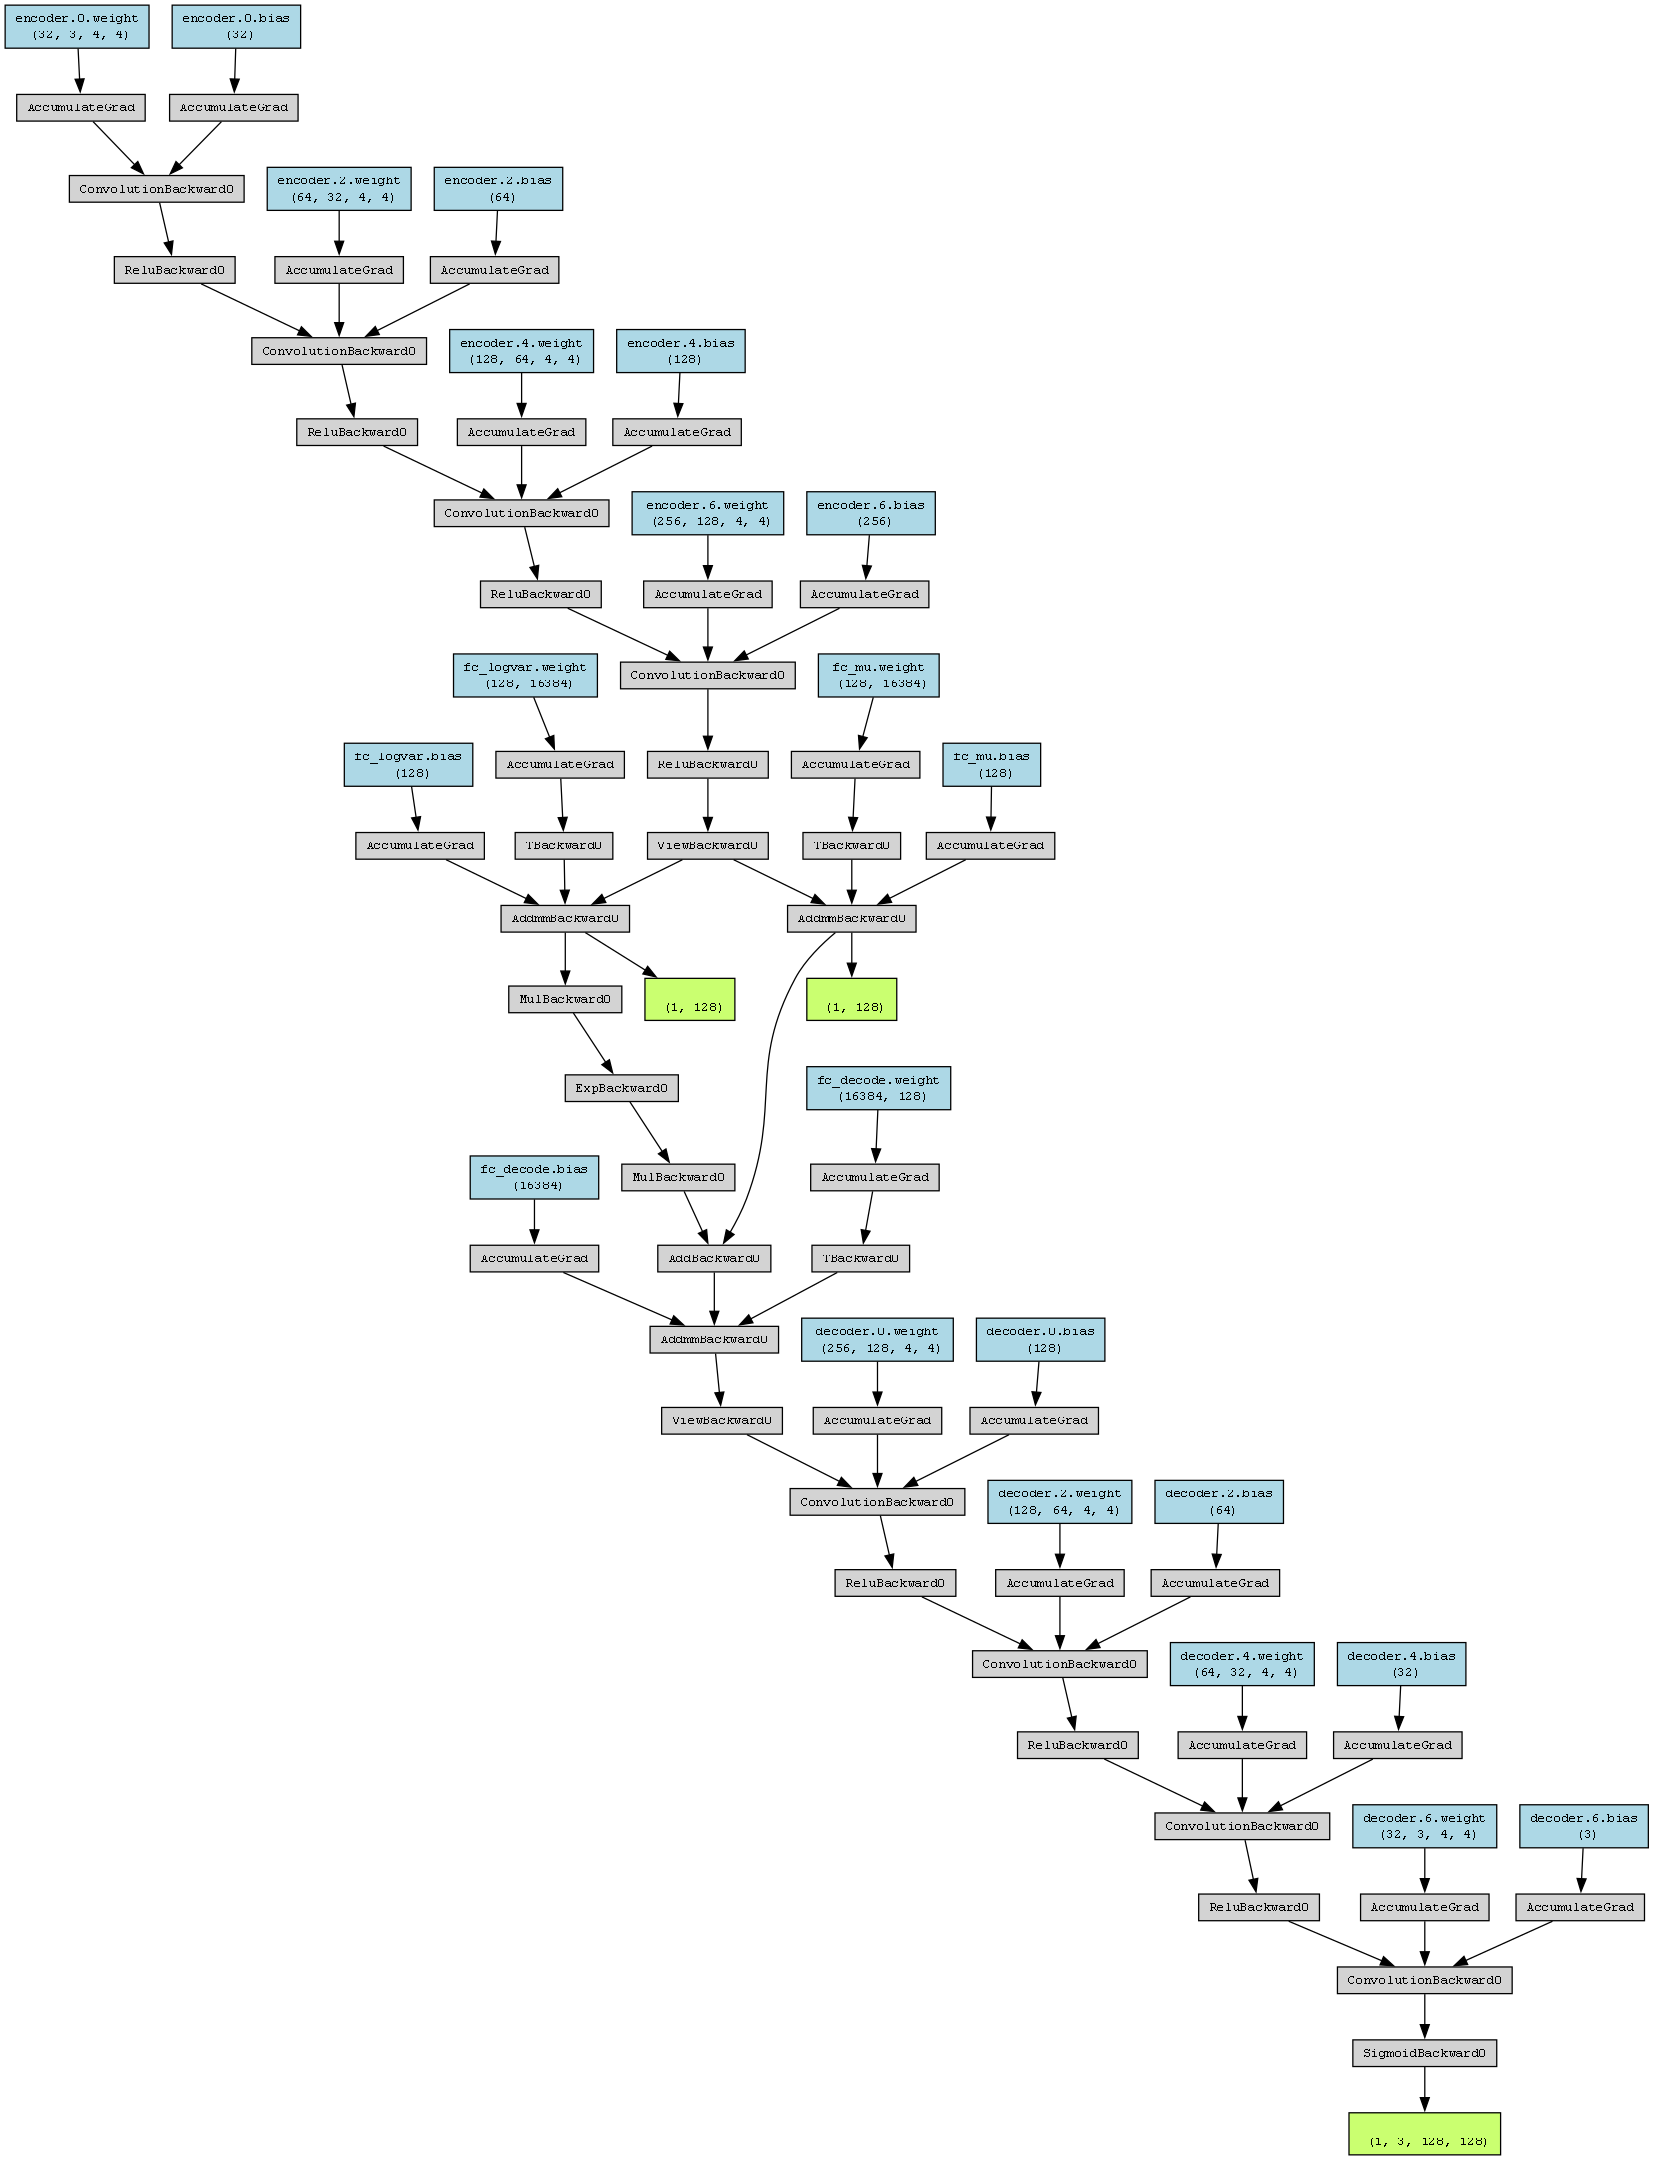 encoder.0.weight
(32, 3, 4, 4)
encoder.0.bias
(32)
AccumulateGrad
AccumulateGrad
ConvolutionBackward0
encoder.2.weight
(64, 32, 4, 4)
encoder.2.bias
(64)
ReluBackward0
AccumulateGrad
AccumulateGrad
ConvolutionBackward0
encoder.4.weight
(128, 64, 4, 4)
encoder.4.bias
(128)
ReluBackward0
AccumulateGrad
AccumulateGrad
ConvolutionBackward0
encoder.6.weight
(256, 128, 4, 4)
encoder.6.bias
(256)
ReluBackward0
AccumulateGrad
AccumulateGrad
fc_logvar.weight
(128, 16384)
ConvolutionBackward0
fc_mu.weight
(128, 16384)
fc_logvar.bias
(128)
AccumulateGrad
ReluBackward0
AccumulateGrad
fc_mu.bias
(128)
AccumulateGrad
TBackward0
ViewBackward0
TBackward0
AccumulateGrad
AddmmBackward0
AddmmBackward0
MulBackward0
(1, 128)
(1, 128)
ExpBackward0
fc_decode.weight
(16384, 128)
fc_decode.bias
(16384)
MulBackward0
AccumulateGrad
AccumulateGrad
AddBackward0
TBackward0
AddmmBackward0
decoder.0.weight
(256, 128, 4, 4)
decoder.0.bias
(128)
ViewBackward0
AccumulateGrad
AccumulateGrad
ConvolutionBackward0
decoder.2.weight
(128, 64, 4, 4)
decoder.2.bias
(64)
ReluBackward0
AccumulateGrad
AccumulateGrad
ConvolutionBackward0
decoder.4.weight
(64, 32, 4, 4)
decoder.4.bias
(32)
ReluBackward0
AccumulateGrad
AccumulateGrad
ConvolutionBackward0
decoder.6.weight
(32, 3, 4, 4)
decoder.6.bias
(3)
ReluBackward0
AccumulateGrad
AccumulateGrad
ConvolutionBackward0
SigmoidBackward0
(1, 3, 128, 128)